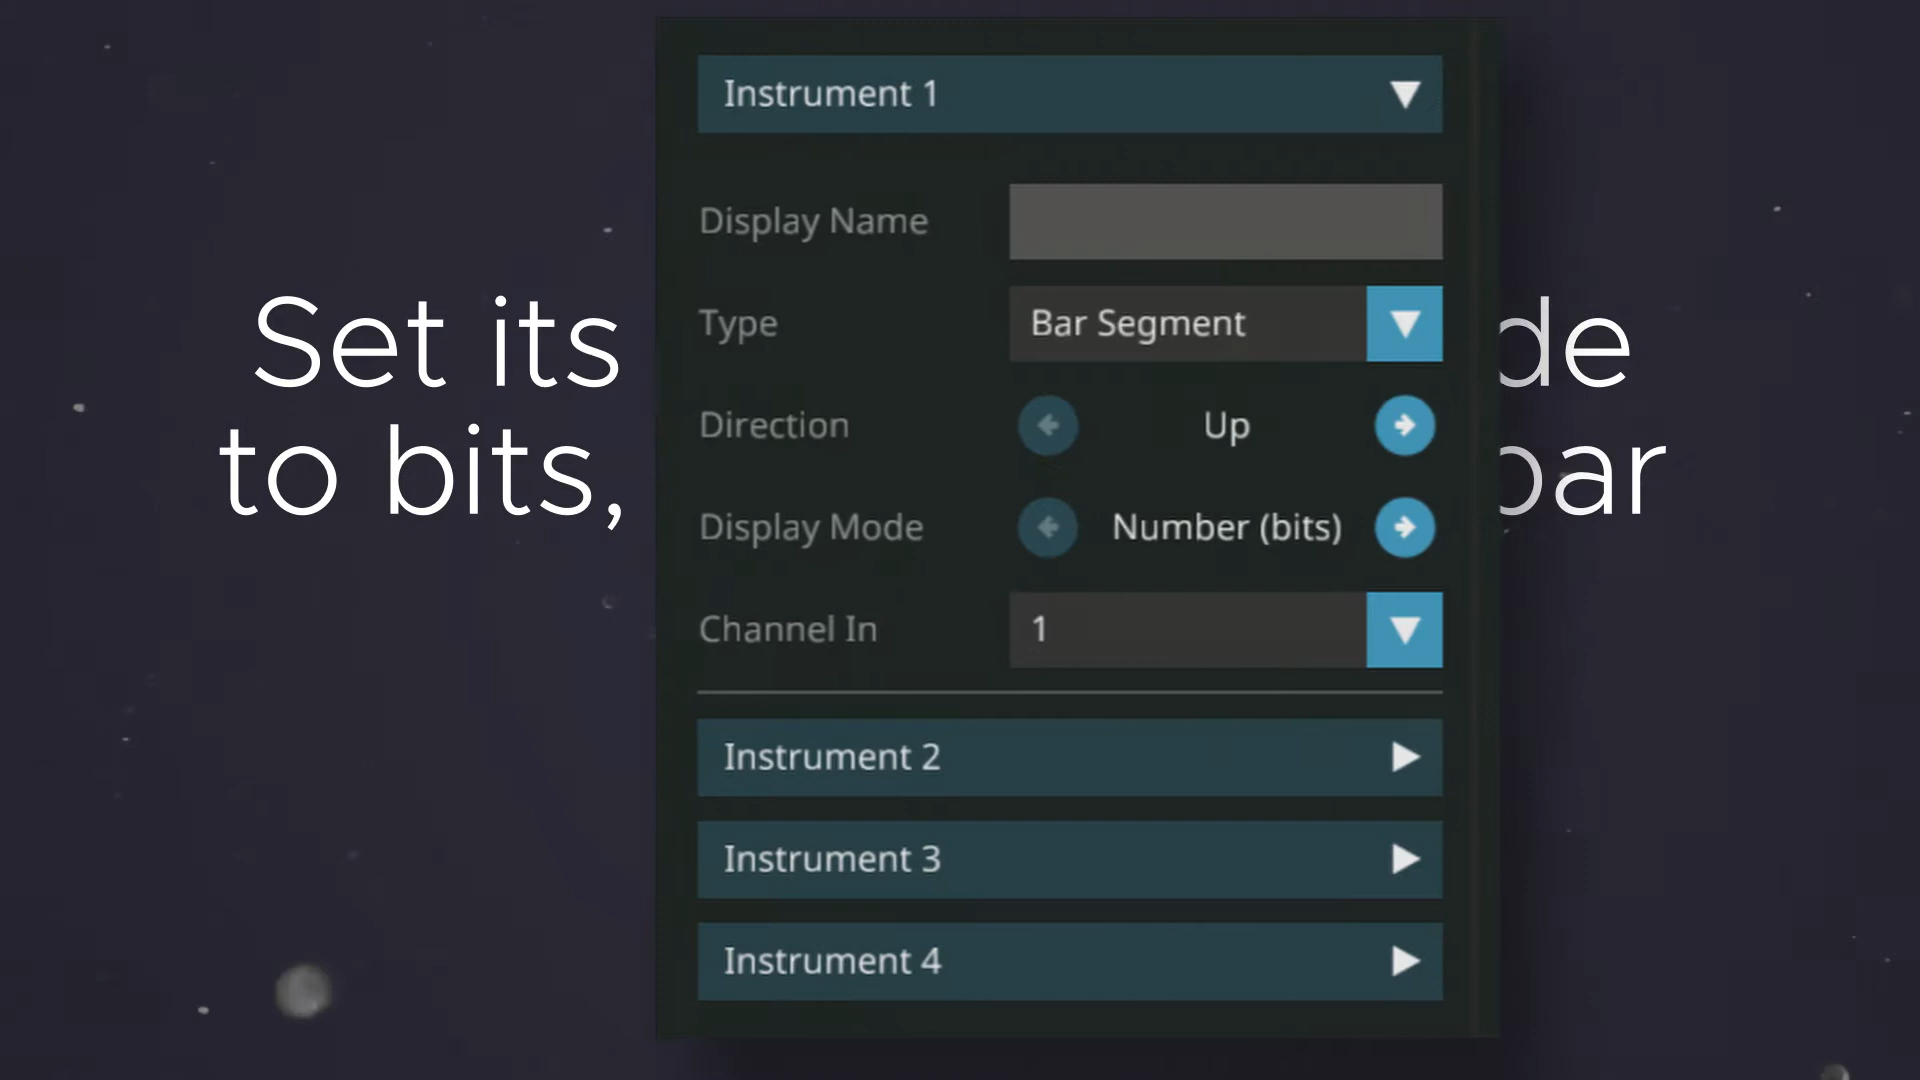 Instrument 1
Display Name
Type Bar Segment
Set its de
Direction Up
to bits, bar
Display Mode Number (bits)
Channel In 1
Instrument 2
Instrument 3
Instrument 4